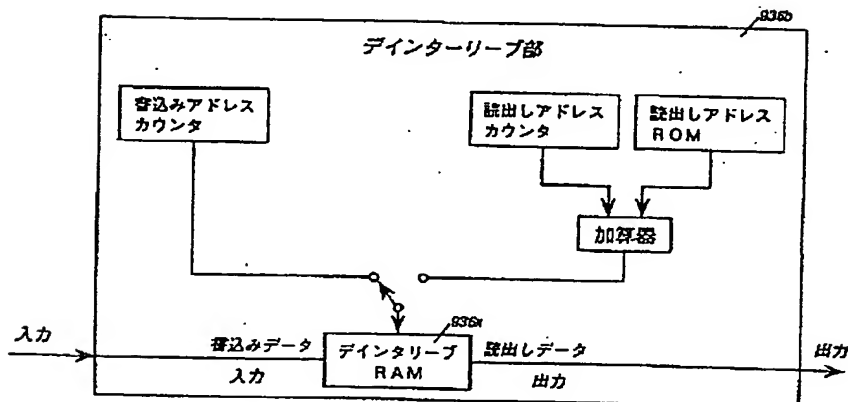 936b
デインターリーブ部
書込みアドレス
カウンタ
読出しアドレス
カウンタ
読出しアドレス
ROM
加算器
936x
入力
書込みデータ
入力
デインタリーブ
RAM
読出しデータ
出力
出力